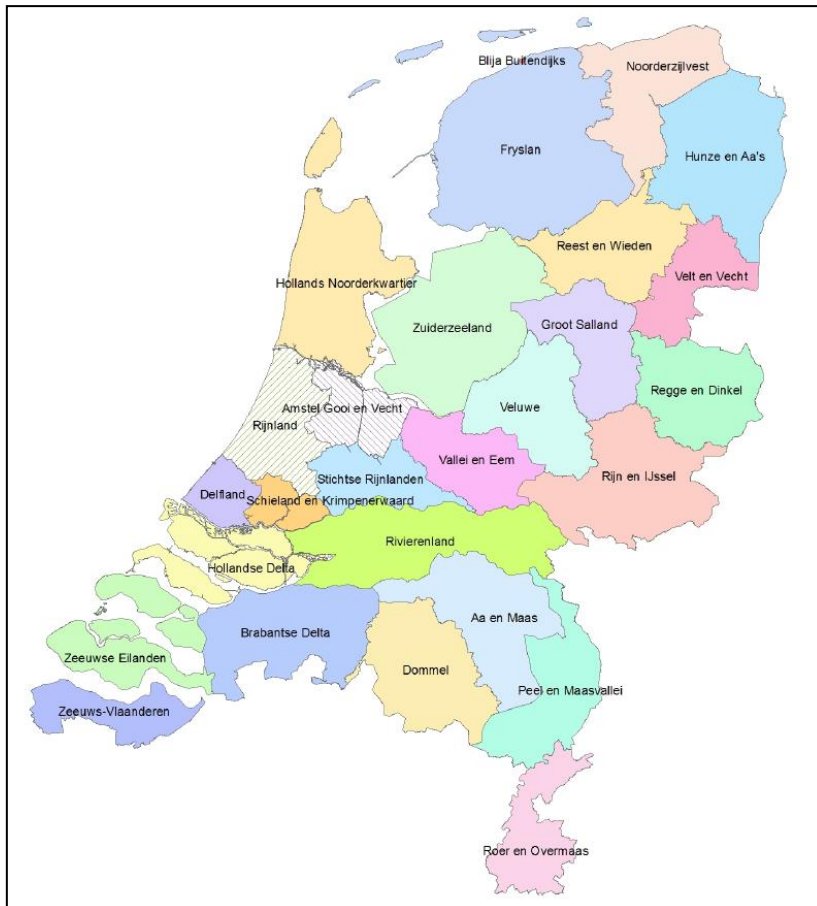 Blija Buitendijks
Noorderzijlvest
Fryslan
Hunze en Aa's
Reest en Wieden
Velt en Vecht
Hollands Noorderkwartier
Zuiderzeeland
Groot Salland
Regge en Dinkel
Amstel Gooi en Vecht
Veluwe
Rijnland
Vallei en Eem
Rijn en IJssel
Stichtse Rijnlanden
Delfland
Schieland en Krimpenerwaard
Rivierenland
Hollandse Delta
Aa en Maas
Brabantse Delta
Zeeuwse Eilanden
Dommel
Peel en Maasvallei
Zeeuws-Vlaanderen
Roer en Overmaas